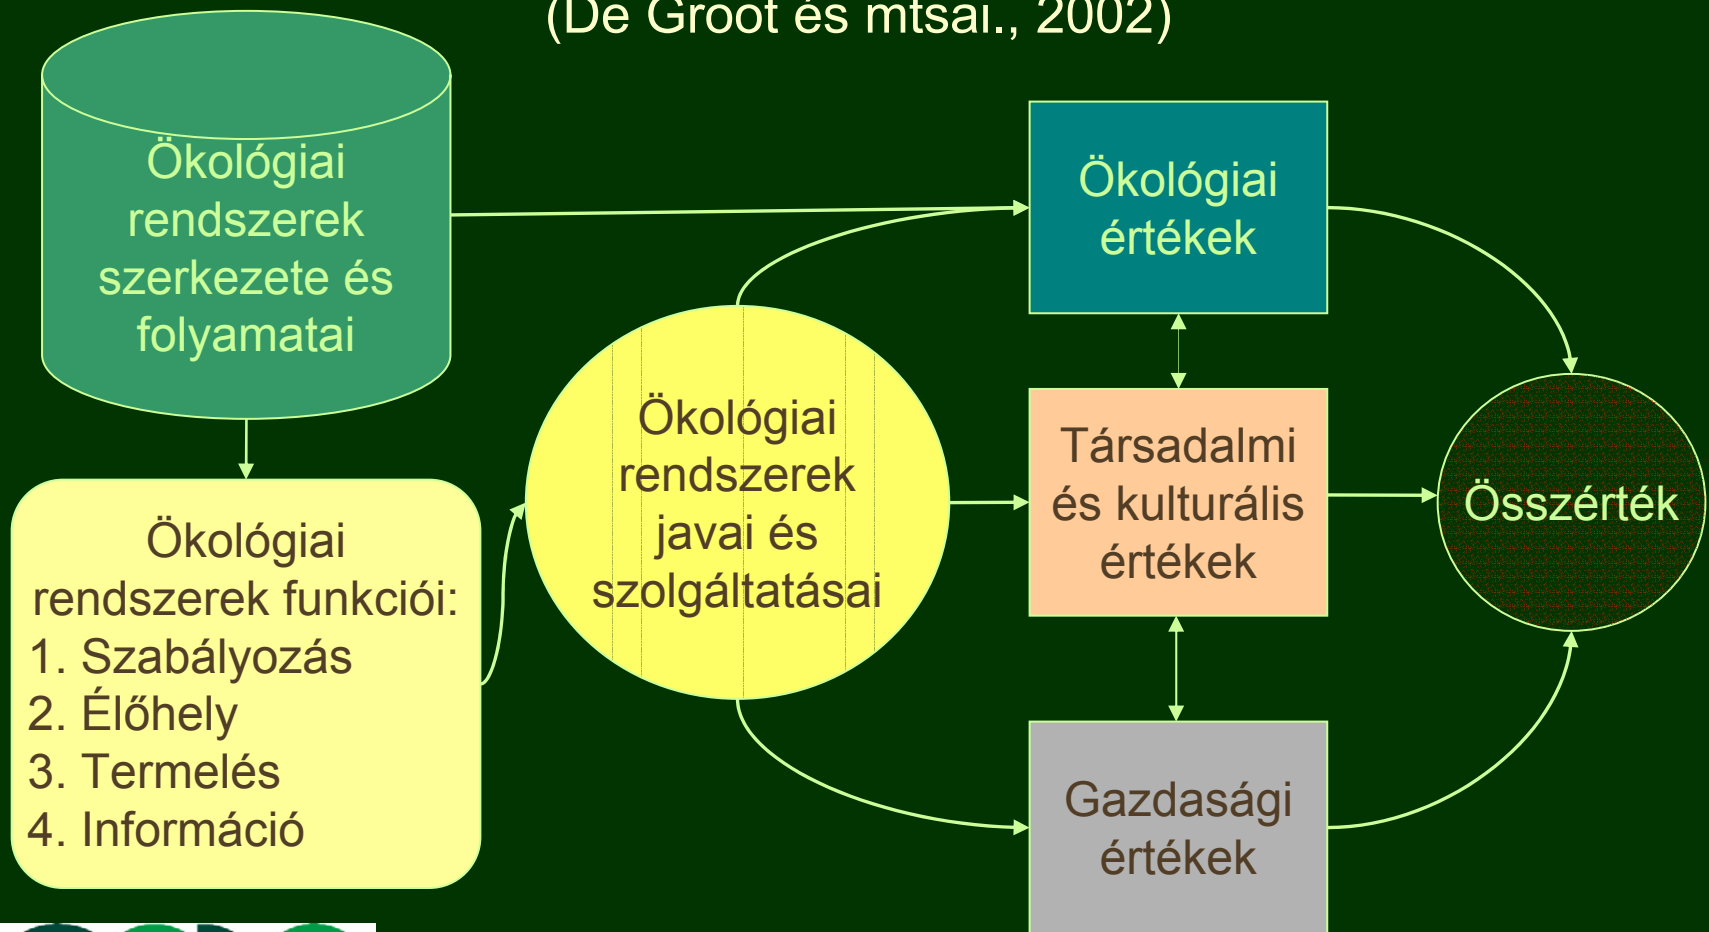 (De Groot és mtsai., 2002)
Ökológiai
rendszerek
szerkezete és
folyamatai
Ökológiai
rendszerek funkciói:
1. Szabályozás
2. Élőhely
3. Termelés
4. Információ
Ökológiai
rendszerek
javai és
szolgáltatásai
Ökológiai
értékek
Társadalmi
és kulturális
értékek
Gazdasági
értékek
Összérték